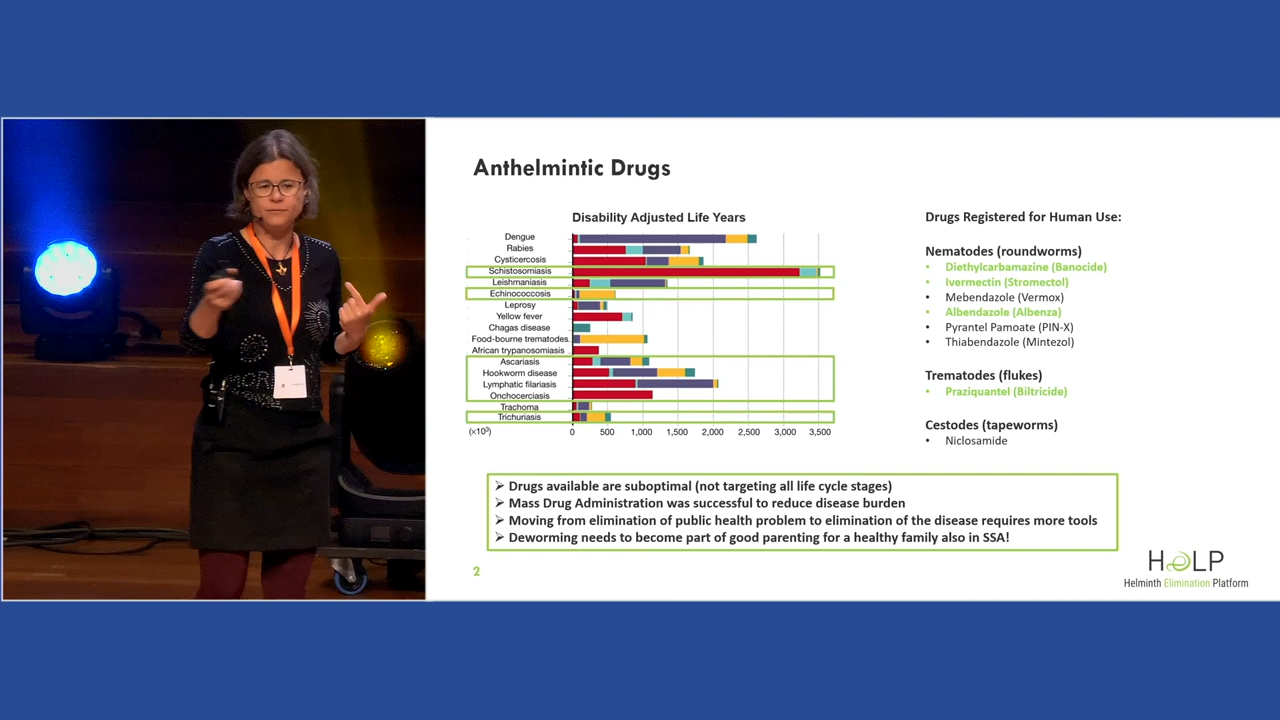 Anthelmintic Drugs
Disability Adjusted Life Years
Dengue
Rabies
Cysticercosis
Schistosomiasis
Leishmaniasis
Echinococcosis
Leprosy
Yellow fever
Chagas disease
Food-bourne trematodes
African trypanosomiasis
Ascariasis
Hookworm disease
Lymphatic filariasis
Onchocerciasis
Trachoma
Trichuriasis
(×10³) 0 500 1,000 1,500 2,000 2,500 3,000 3,500
Drugs Registered for Human Use:
Nematodes (roundworms)
• Diethylcarbamazine (Banocide)
• Ivermectin (Stromectol)
• Mebendazole (Vermox)
• Albendazole (Albenza)
• Pyrantel Pamoate (PIN-X)
• Thiabendazole (Mintezol)
Trematodes (flukes)
• Praziquantel (Biltricide)
Cestodes (tapeworms)
• Niclosamide
➢ Drugs available are suboptimal (not targeting all life cycle stages)
➢ Mass Drug Administration was successful to reduce disease burden
➢ Moving from elimination of public health problem to elimination of the disease requires more tools
➢ Deworming needs to become part of good parenting for a healthy family also in SSA!
2
HELP
Helminth Elimination Platform